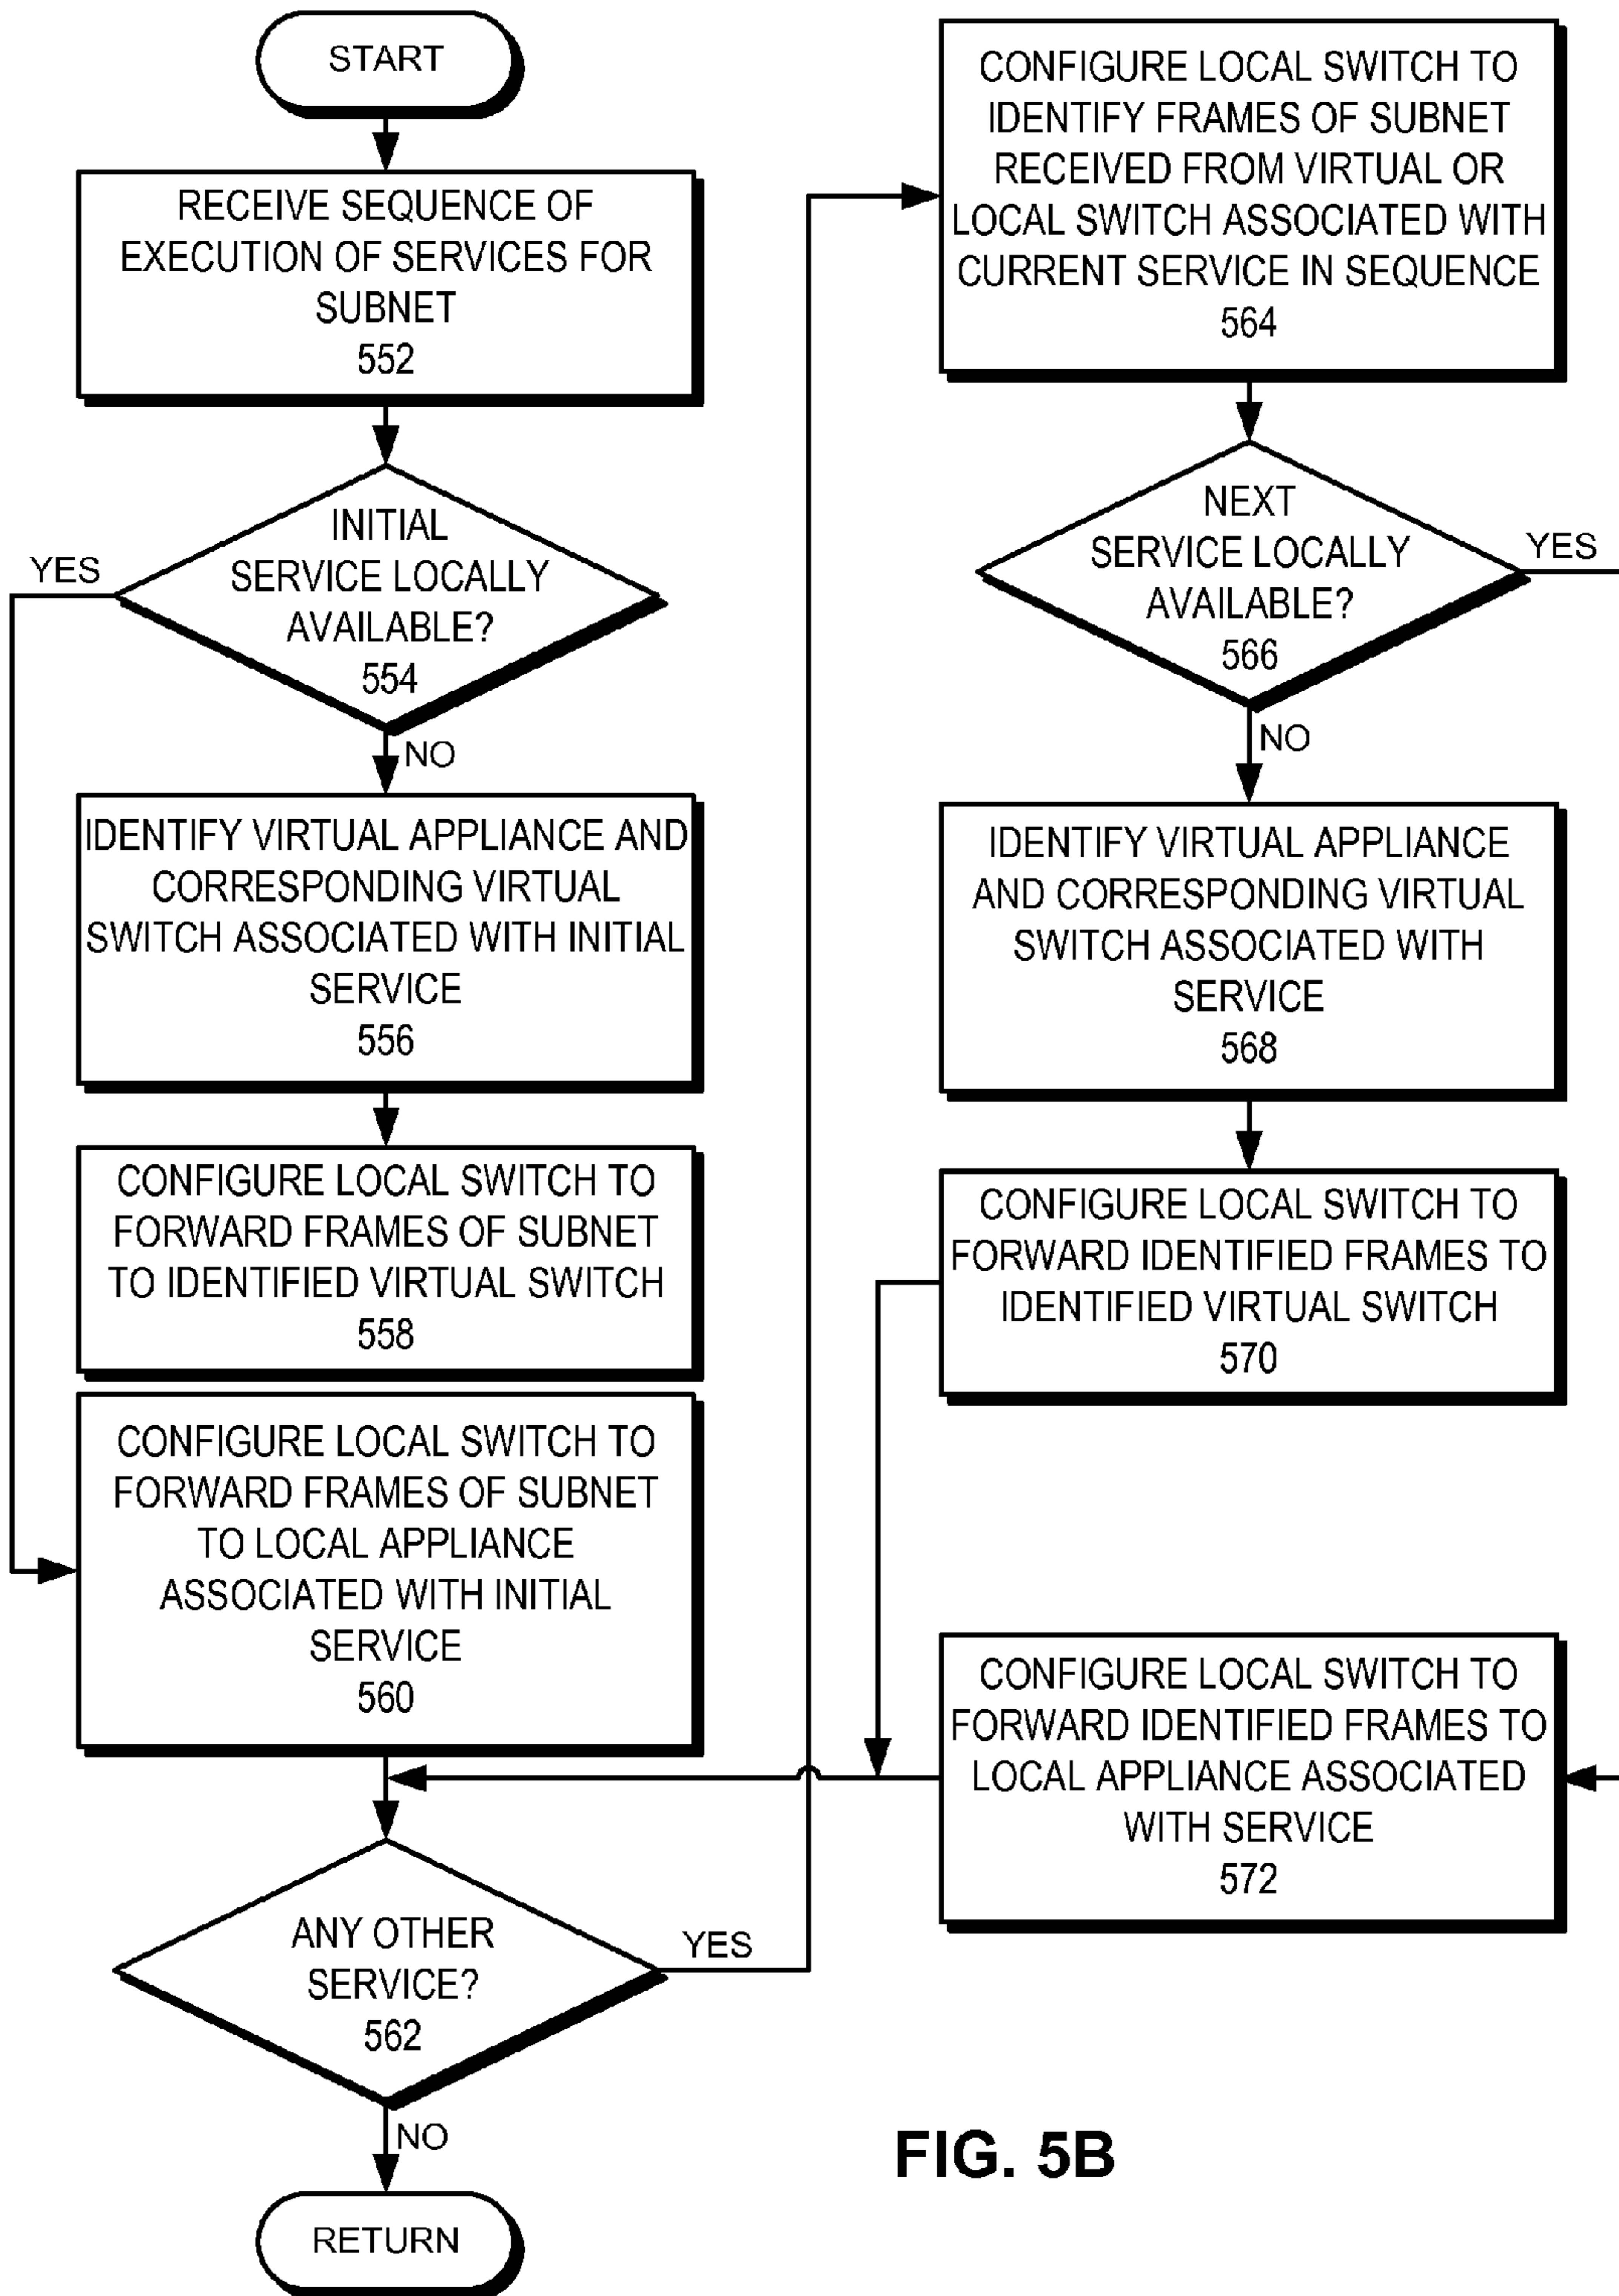 START
RECEIVE SEQUENCE OF
EXECUTION OF SERVICES FOR
SUBNET
552
INITIAL
SERVICE LOCALLY
AVAILABLE?
554
YES
NO
IDENTIFY VIRTUAL APPLIANCE AND
CORRESPONDING VIRTUAL
SWITCH ASSOCIATED WITH INITIAL
SERVICE
556
CONFIGURE LOCAL SWITCH TO
FORWARD FRAMES OF SUBNET
TO IDENTIFIED VIRTUAL SWITCH
558
CONFIGURE LOCAL SWITCH TO
FORWARD FRAMES OF SUBNET
TO LOCAL APPLIANCE
ASSOCIATED WITH INITIAL
SERVICE
560
ANY OTHER
SERVICE?
562
YES
NO
RETURN
CONFIGURE LOCAL SWITCH TO
IDENTIFY FRAMES OF SUBNET
RECEIVED FROM VIRTUAL OR
LOCAL SWITCH ASSOCIATED WITH
CURRENT SERVICE IN SEQUENCE
564
NEXT
SERVICE LOCALLY
AVAILABLE?
566
YES
NO
IDENTIFY VIRTUAL APPLIANCE
AND CORRESPONDING VIRTUAL
SWITCH ASSOCIATED WITH
SERVICE
568
CONFIGURE LOCAL SWITCH TO
FORWARD IDENTIFIED FRAMES TO
IDENTIFIED VIRTUAL SWITCH
570
CONFIGURE LOCAL SWITCH TO
FORWARD IDENTIFIED FRAMES TO
LOCAL APPLIANCE ASSOCIATED
WITH SERVICE
572
FIG. 5B